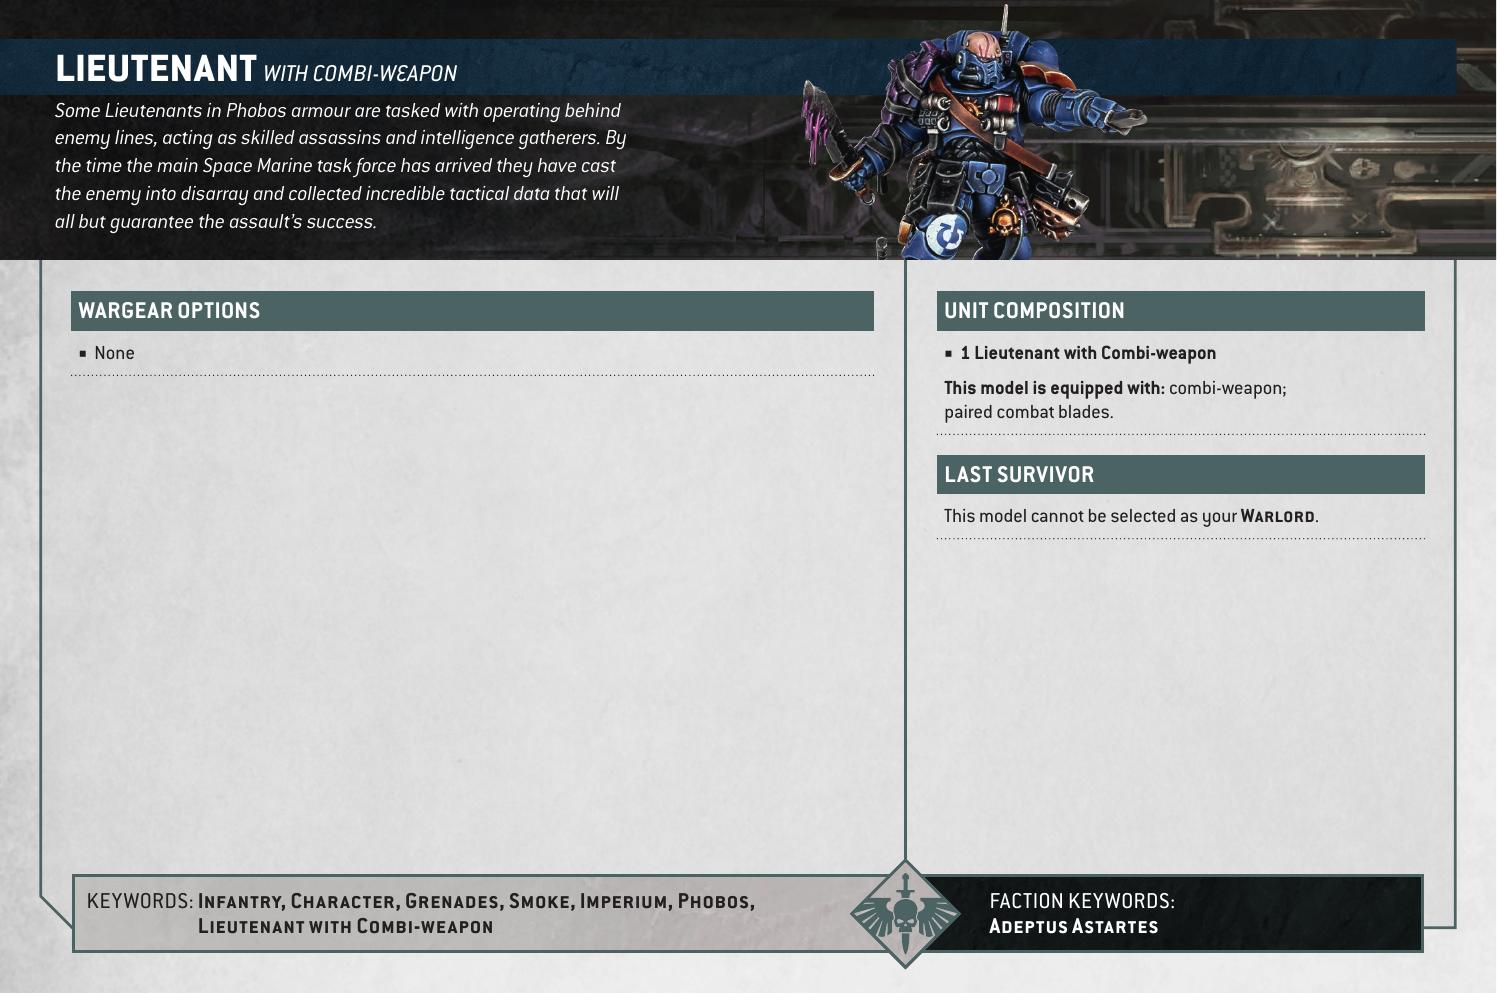 LIEUTENANT WITH COMBI-WEAPON
Some Lieutenants in Phobos armour are tasked with operating behind
enemy lines, acting as skilled assassins and intelligence gatherers. By
the time the main Space Marine task force has arrived they have cast
the enemy into disarray and collected incredible tactical data that will
all but guarantee the assault's success.
WARGEAR OPTIONS
▪ None
UNIT COMPOSITION
▪ 1 Lieutenant with Combi-weapon
This model is equipped with: combi-weapon;
paired combat blades.
LAST SURVIVOR
This model cannot be selected as your WARLORD.
KEYWORDS: INFANTRY, CHARACTER, GRENADES, SMOKE, IMPERIUM, PHOBOS,
LIEUTENANT WITH COMBI-WEAPON
FACTION KEYWORDS:
ADEPTUS ASTARTES